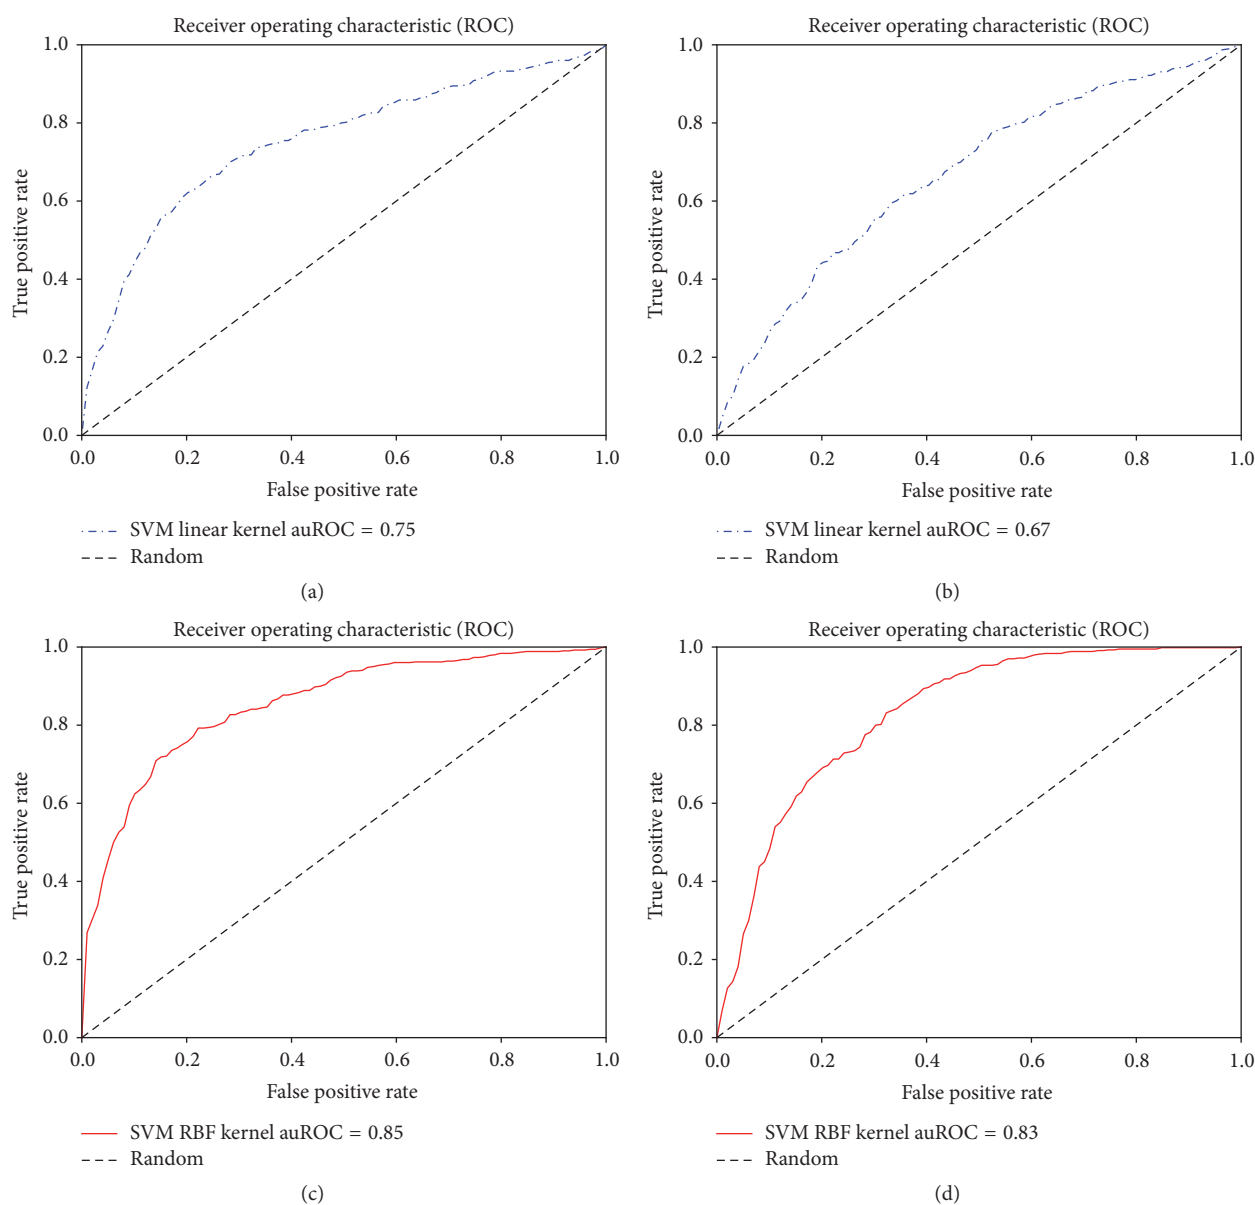 Receiver operating characteristic (ROC)
1.0
0.8
0.6
0.4
0.2
0.0
True positive rate
0.0 0.2 0.4 0.6 0.8 1.0
False positive rate
SVM linear kernel auROC = 0.75
Random
(a)
Receiver operating characteristic (ROC)
1.0
0.8
0.6
0.4
0.2
0.0
True positive rate
0.0 0.2 0.4 0.6 0.8 1.0
False positive rate
SVM linear kernel auROC = 0.67
Random
(b)
Receiver operating characteristic (ROC)
1.0
0.8
0.6
0.4
0.2
0.0
True positive rate
0.0 0.2 0.4 0.6 0.8 1.0
False positive rate
SVM RBF kernel auROC = 0.85
Random
(c)
Receiver operating characteristic (ROC)
1.0
0.8
0.6
0.4
0.2
0.0
True positive rate
0.0 0.2 0.4 0.6 0.8 1.0
False positive rate
SVM RBF kernel auROC = 0.83
Random
(d)